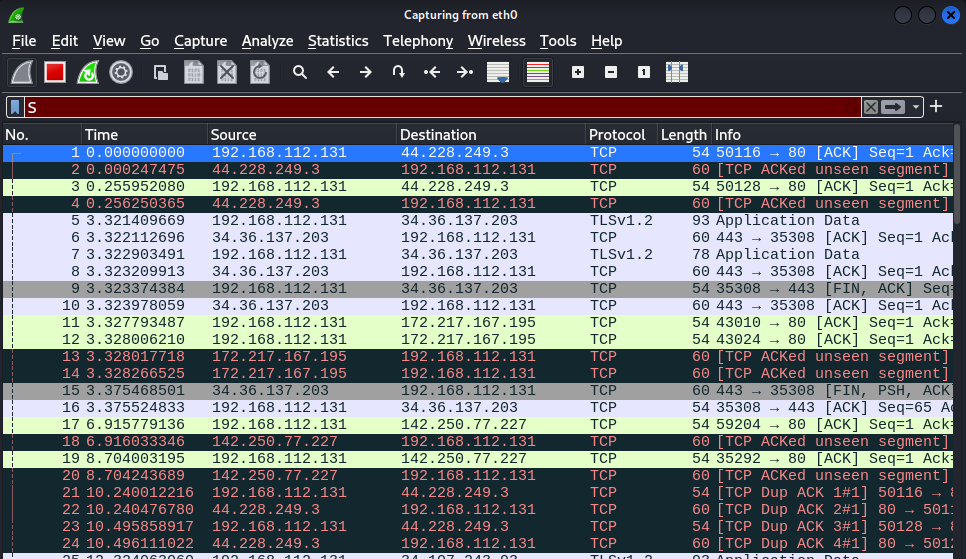 Capturing from eth0
File Edit View Go Capture Analyze Statistics Telephony Wireless Tools Help
S
No. Time Source Destination Protocol Length Info
1 0.000000000 192.168.112.131 44.228.249.3 TCP 54 50116 → 80 [ACK] Seq=1 Ack=
2 0.000247475 44.228.249.3 192.168.112.131 TCP 60 [TCP ACKed unseen segment]
3 0.255952080 192.168.112.131 44.228.249.3 TCP 54 50128 → 80 [ACK] Seq=1 Ack=
4 0.256250365 44.228.249.3 192.168.112.131 TCP 60 [TCP ACKed unseen segment]
5 3.321409669 192.168.112.131 34.36.137.203 TLSv1.2 93 Application Data
6 3.322112696 34.36.137.203 192.168.112.131 TCP 60 443 → 35308 [ACK] Seq=1 Ack
7 3.322903491 192.168.112.131 34.36.137.203 TLSv1.2 78 Application Data
8 3.323209913 34.36.137.203 192.168.112.131 TCP 60 443 → 35308 [ACK] Seq=1 Ack
9 3.323374384 192.168.112.131 34.36.137.203 TCP 54 35308 → 443 [FIN, ACK] Seq=
10 3.323978059 34.36.137.203 192.168.112.131 TCP 60 443 → 35308 [ACK] Seq=1 Ack
11 3.327793487 192.168.112.131 172.217.167.195 TCP 54 43010 → 80 [ACK] Seq=1 Ack=
12 3.328006210 192.168.112.131 172.217.167.195 TCP 54 43024 → 80 [ACK] Seq=1 Ack=
13 3.328017718 172.217.167.195 192.168.112.131 TCP 60 [TCP ACKed unseen segment]
14 3.328266525 172.217.167.195 192.168.112.131 TCP 60 [TCP ACKed unseen segment]
15 3.375468501 34.36.137.203 192.168.112.131 TCP 60 443 → 35308 [FIN, PSH, ACK]
16 3.375524833 192.168.112.131 34.36.137.203 TCP 54 35308 → 443 [ACK] Seq=65 Ac
17 6.915779136 192.168.112.131 142.250.77.227 TCP 54 59204 → 80 [ACK] Seq=1 Ack=
18 6.916033346 142.250.77.227 192.168.112.131 TCP 60 [TCP ACKed unseen segment]
19 8.704003195 192.168.112.131 142.250.77.227 TCP 54 35292 → 80 [ACK] Seq=1 Ack=
20 8.704243689 142.250.77.227 192.168.112.131 TCP 60 [TCP ACKed unseen segment]
21 10.240012216 192.168.112.131 44.228.249.3 TCP 54 [TCP Dup ACK 1#1] 50116 → 8
22 10.240476780 44.228.249.3 192.168.112.131 TCP 60 [TCP Dup ACK 2#1] 80 → 5011
23 10.495858917 192.168.112.131 44.228.249.3 TCP 54 [TCP Dup ACK 3#1] 50128 → 8
24 10.496111022 44.228.249.3 192.168.112.131 TCP 60 [TCP Dup ACK 4#1] 80 → 5012